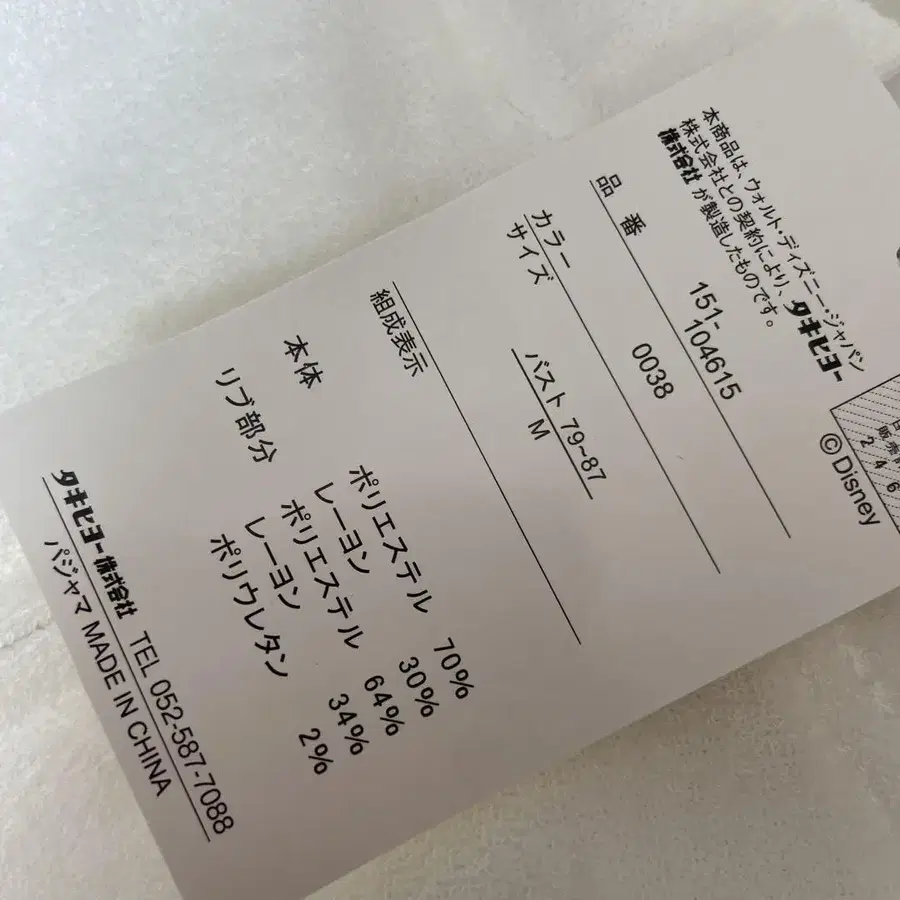 本商品は、ウォルト・ディズニー・ジャパン
株式会社との契約により、タキヒヨー
株式会社が製造したものです。
©Disney
品番 151-
104615
カラー 0038
サイズ バスト 79~87
M
組成表示
本体 ポリエステル 70%
レーヨン 30%
リブ部分 ポリエステル 64%
レーヨン 34%
ポリウレタン 2%
タキヒヨー株式会社 TEL 052-587-7088
パジャマ MADE IN CHINA